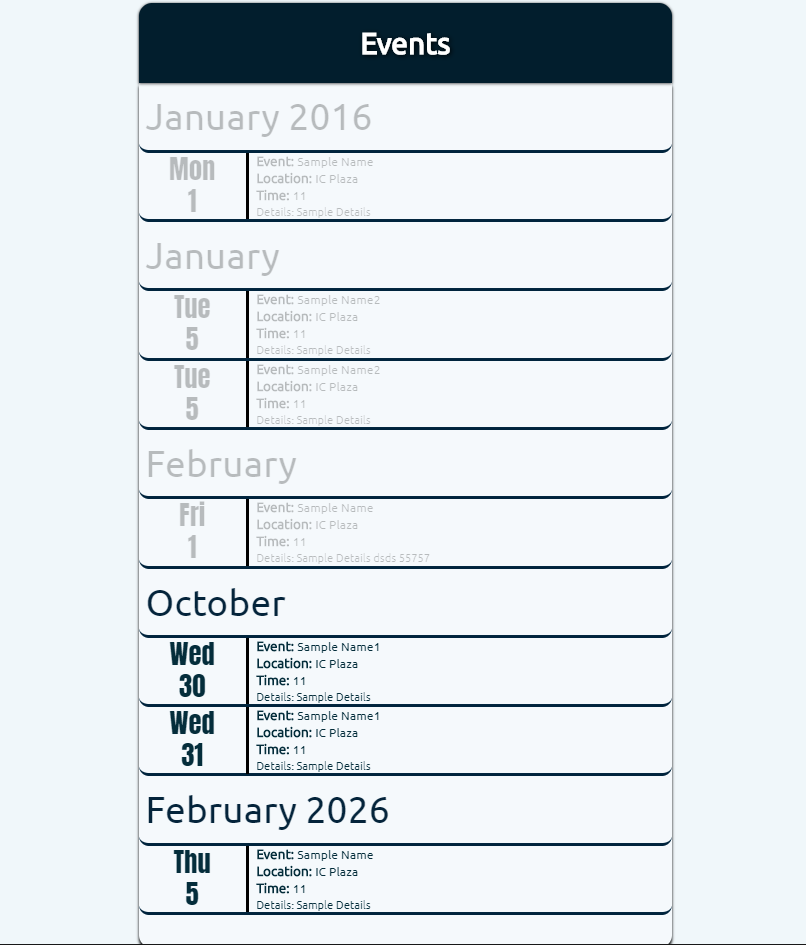 Events
January 2016
Mon
1
Event: Sample Name
Location: IC Plaza
Time: 11
Details: Sample Details
January
Tue
5
Event: Sample Name2
Location: IC Plaza
Time: 11
Details: Sample Details
Tue
5
Event: Sample Name2
Location: IC Plaza
Time: 11
Details: Sample Details
February
Fri
1
Event: Sample Name
Location: IC Plaza
Time: 11
Details: Sample Details dsds 55757
October
Wed
30
Event: Sample Name1
Location: IC Plaza
Time: 11
Details: Sample Details
Wed
31
Event: Sample Name1
Location: IC Plaza
Time: 11
Details: Sample Details
February 2026
Thu
5
Event: Sample Name
Location: IC Plaza
Time: 11
Details: Sample Details